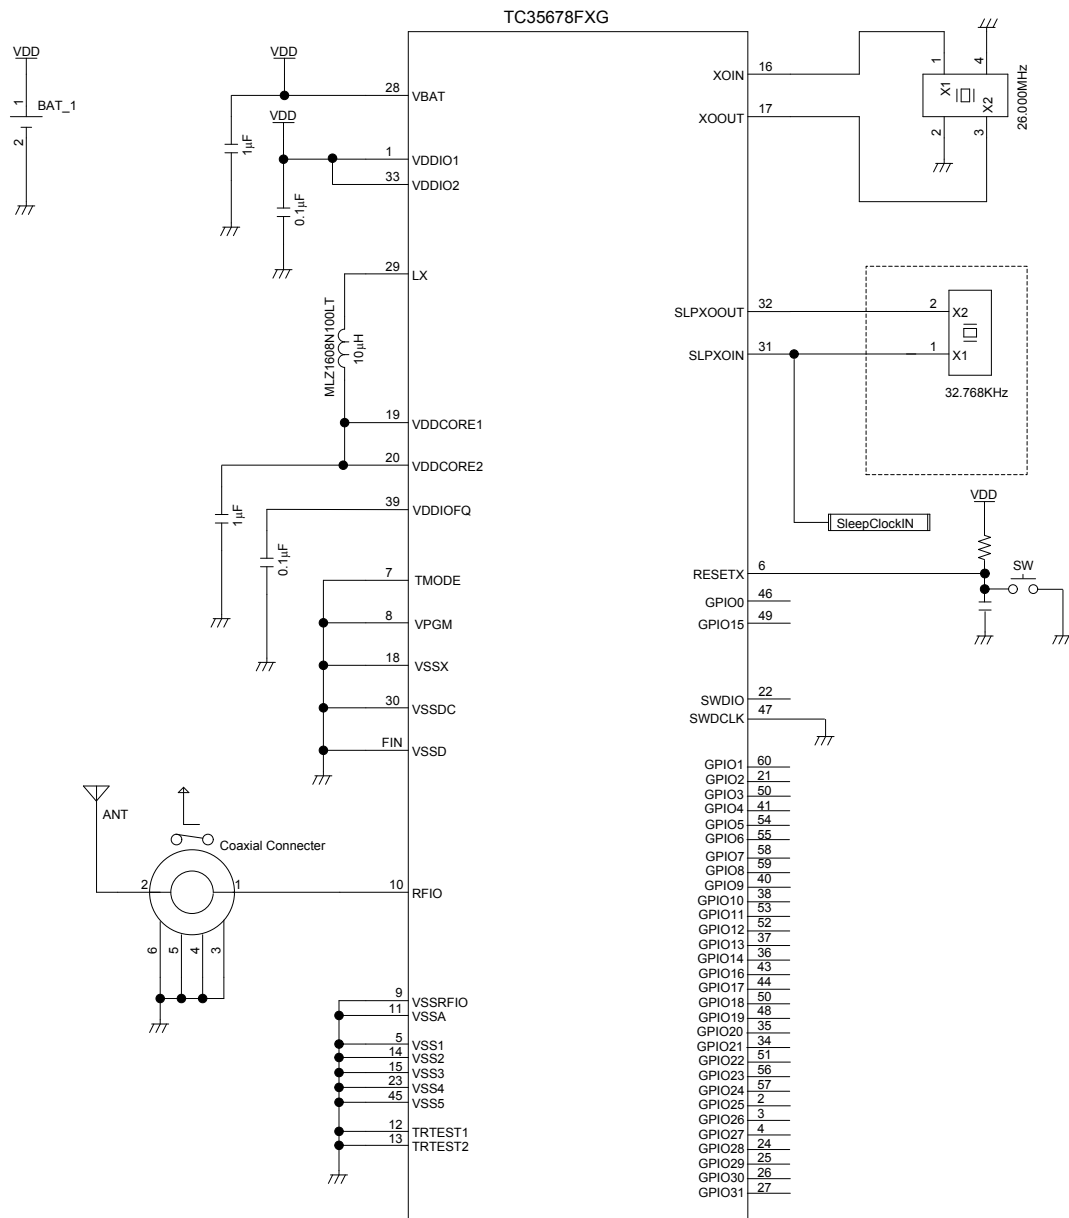 TC35678FXG
VDD
1
BAT_1
2
VDD
28
VBAT
1µF
VDD
1
VDDIO1
33
VDDIO2
0.1µF
29
LX
MLZ1608N100LT
10µH
19
VDDCORE1
20
VDDCORE2
1µF
39
VDDIOFQ
0.1µF
7
TMODE
8
VPGM
18
VSSX
30
VSSDC
FIN
VSSD
ANT
Coaxial Connecter
2
1
10
RFIO
6
5
4
3
9
VSSRFIO
11
VSSA
5
VSS1
14
VSS2
15
VSS3
23
VSS4
45
VSS5
12
TRTEST1
13
TRTEST2
XOIN
16
XOOUT
17
1
4
X1
X2
2
3
26.000MHz
SLPXOOUT
32
2
X2
SLPXOIN
31
1
X1
32.768KHz
SleepClockIN
VDD
SW
RESETX
6
GPIO0
46
GPIO15
49
SWDIO
22
SWDCLK
47
GPIO1
60
GPIO2
21
GPIO3
50
GPIO4
41
GPIO5
54
GPIO6
55
GPIO7
58
GPIO8
59
GPIO9
40
GPIO10
38
GPIO11
53
GPIO12
52
GPIO13
37
GPIO14
36
GPIO16
43
GPIO17
44
GPIO18
50
GPIO19
48
GPIO20
35
GPIO21
34
GPIO22
51
GPIO23
56
GPIO24
57
GPIO25
2
GPIO26
3
GPIO27
4
GPIO28
24
GPIO29
25
GPIO30
26
GPIO31
27